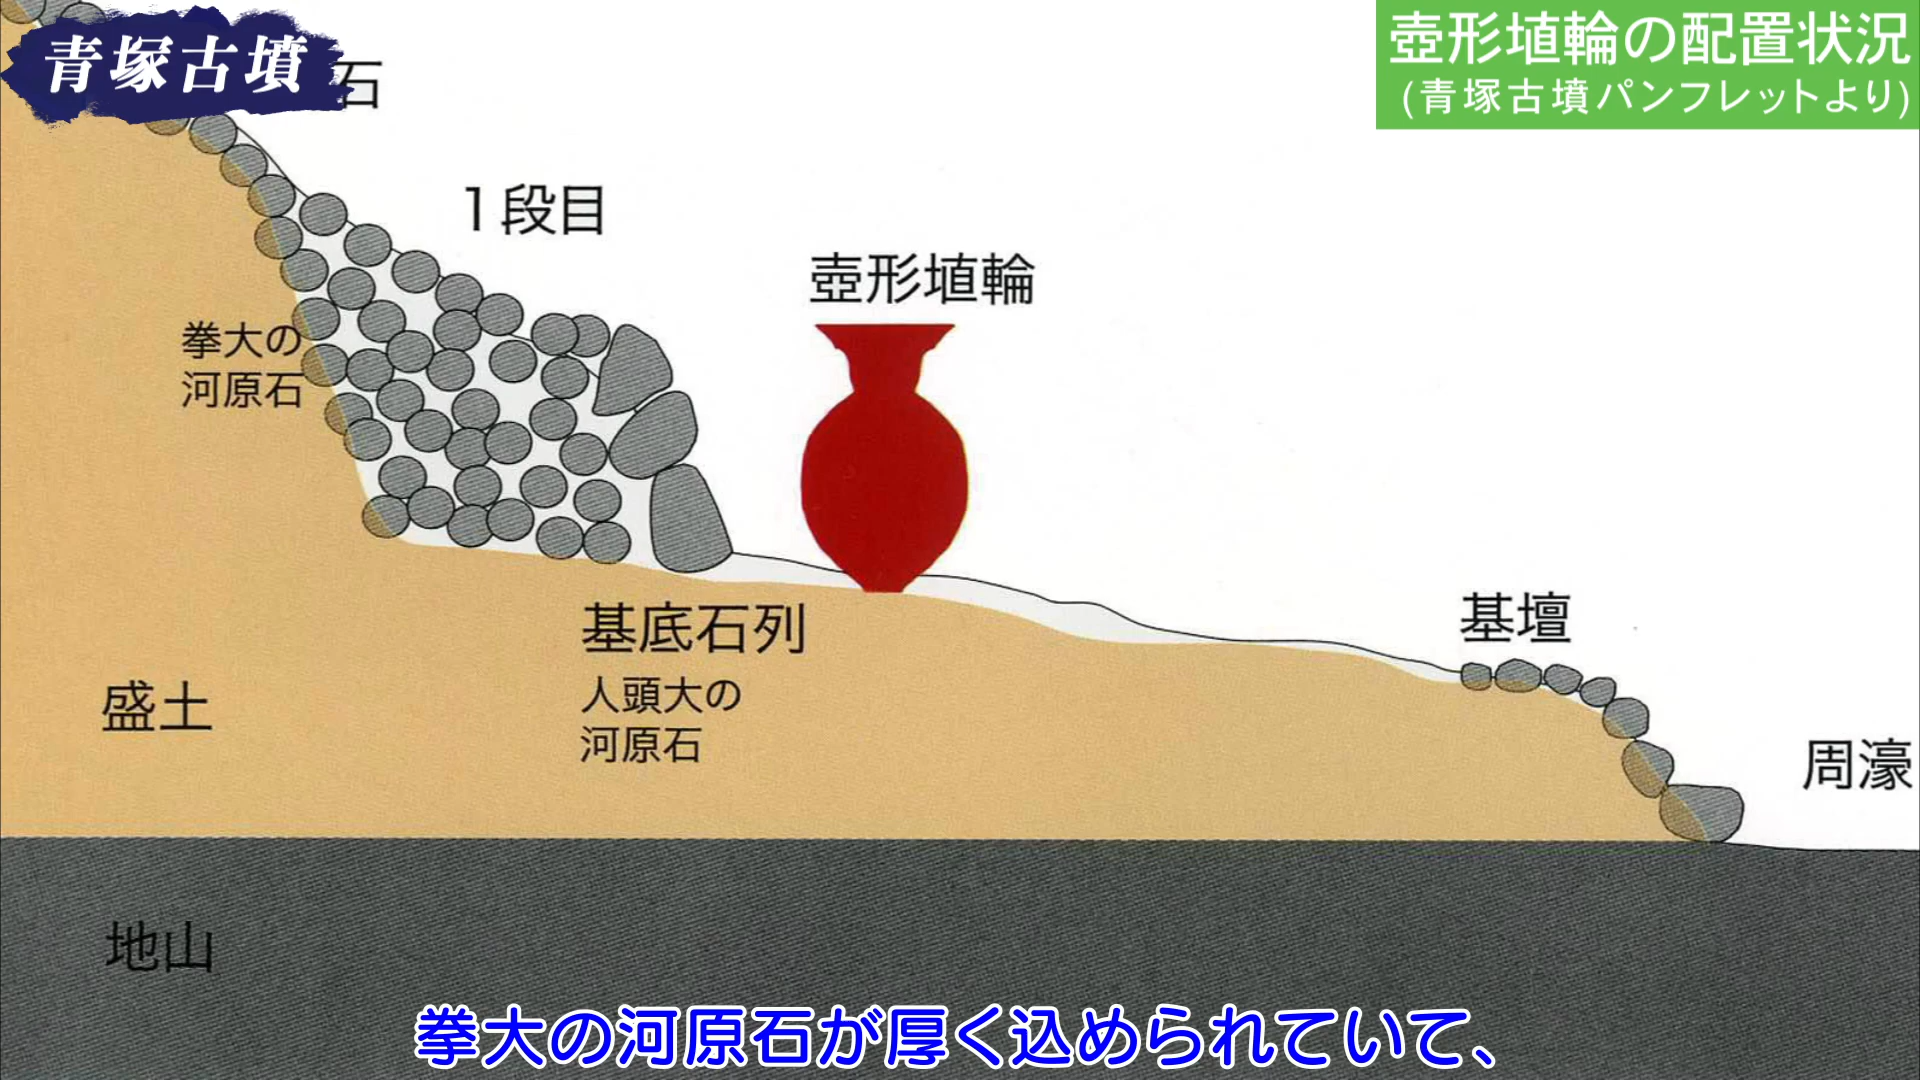 青塚古墳
石
壺形埴輪の配置状況
(青塚古墳パンフレットより)
1段目
壺形埴輪
拳大の
河原石
基底石列
人頭大の
河原石
基壇
盛土
周濠
地山
拳大の河原石が厚く込められていて、